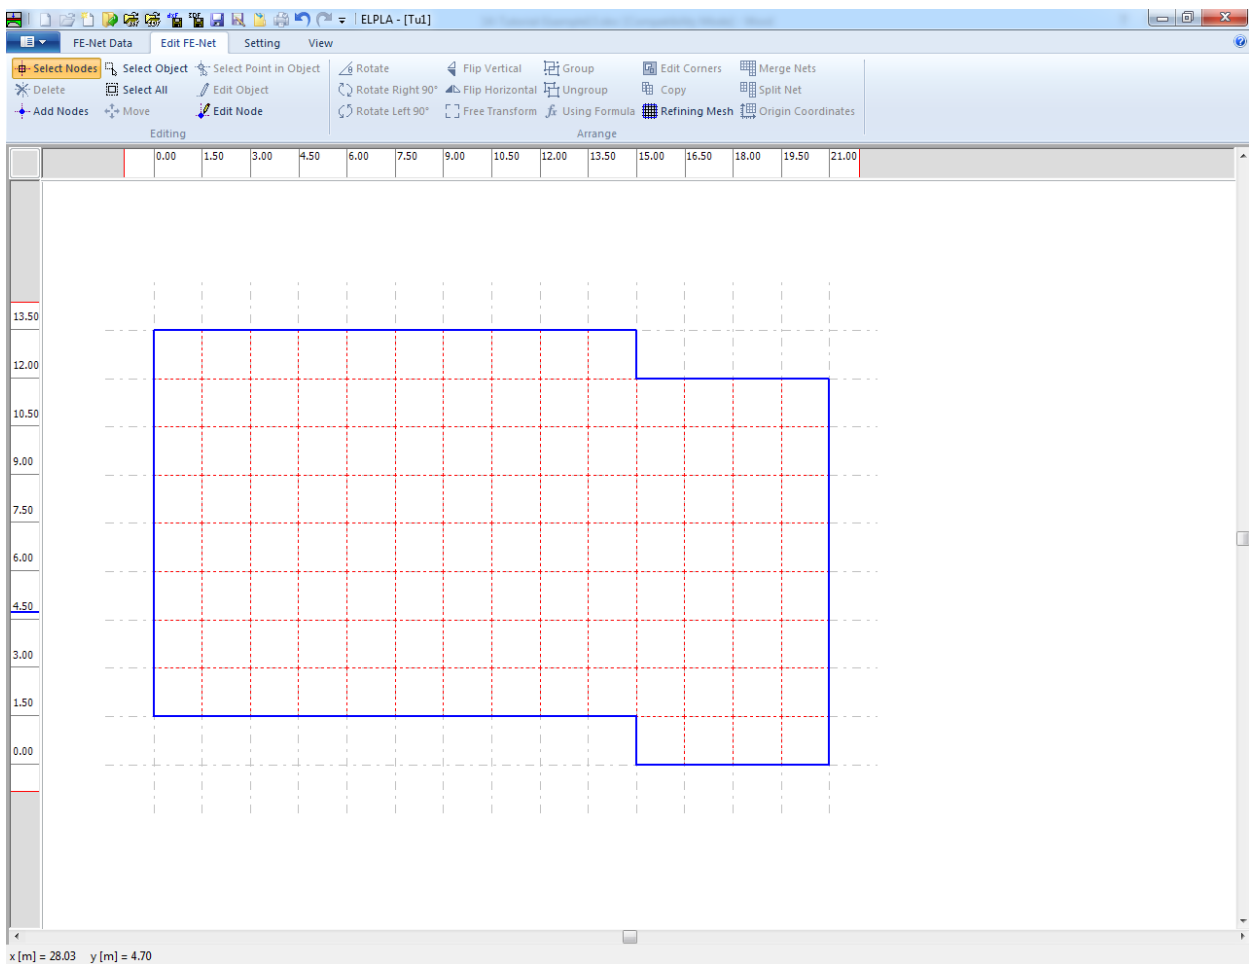 ELPLA - [Tu1]
FE-Net Data Edit FE-Net Setting View
Select Nodes Select Object Select Point in Object Rotate Flip Vertical Group Edit Corners Merge Nets
Delete Select All Edit Object Rotate Right 90° Flip Horizontal Ungroup Copy Split Net
Add Nodes Move Edit Node Rotate Left 90° Free Transform fx Using Formula Refining Mesh Origin Coordinates
Editing Arrange
0.00 1.50 3.00 4.50 6.00 7.50 9.00 10.50 12.00 13.50 15.00 16.50 18.00 19.50 21.00
13.50
12.00
10.50
9.00
7.50
6.00
4.50
3.00
1.50
0.00
x [m] = 28.03 y [m] = 4.70